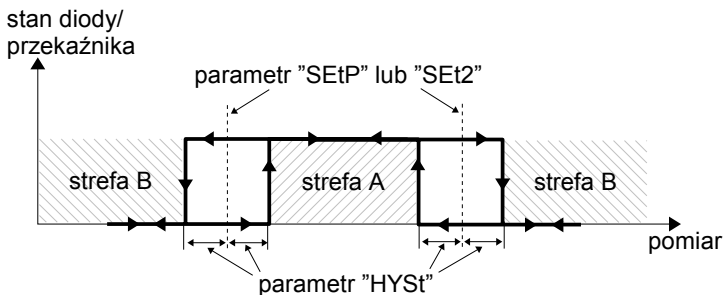 stan diody/
przekaźnika
parametr ”SEtP” lub ”SEt2”
strefa B
strefa A
strefa B
pomiar
parametr ”HYSt”